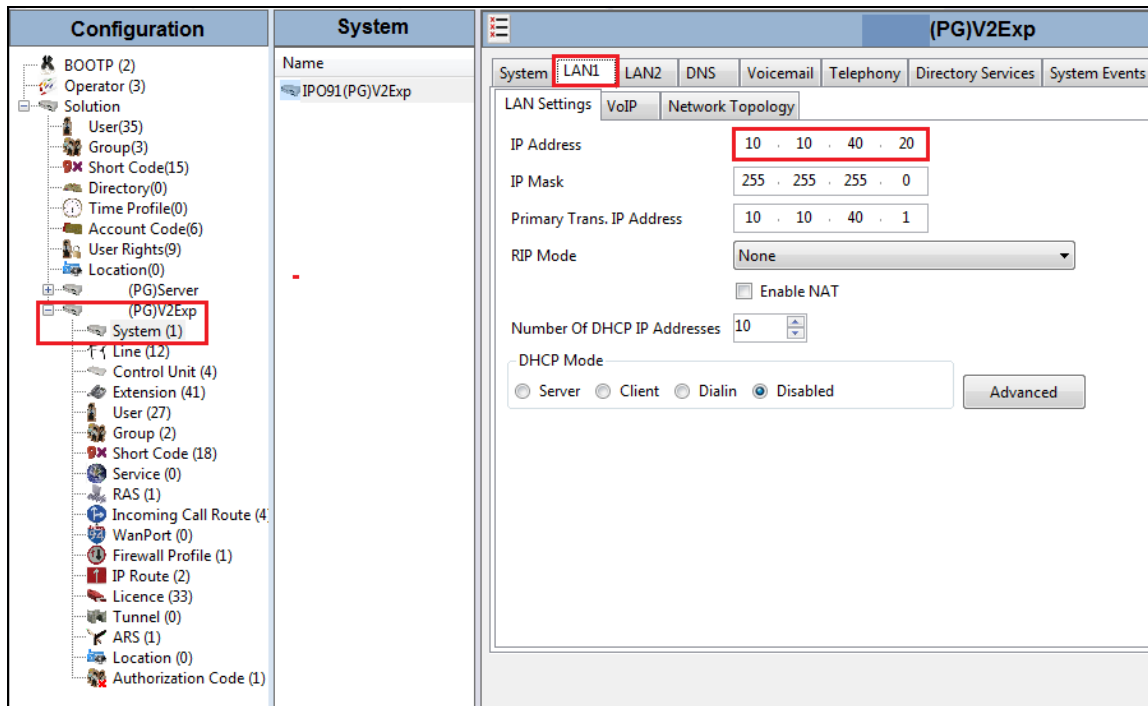 Configuration
BOOTP (2)
Operator (3)
Solution
User(35)
Group(3)
Short Code(15)
Directory(0)
Time Profile(0)
Account Code(6)
User Rights(9)
Location(0)
(PG)Server
(PG)V2Exp
System (1)
Line (12)
Control Unit (4)
Extension (41)
User (27)
Group (2)
Short Code (18)
Service (0)
RAS (1)
Incoming Call Route (4
WanPort (0)
Firewall Profile (1)
IP Route (2)
Licence (33)
Tunnel (0)
ARS (1)
Location (0)
Authorization Code (1)
System
Name
IPO91(PG)V2Exp
(PG)V2Exp
System LAN1 LAN2 DNS Voicemail Telephony Directory Services System Events
LAN Settings VoIP Network Topology
IP Address 10 . 10 . 40 . 20
IP Mask 255 . 255 . 255 . 0
Primary Trans. IP Address 10 . 10 . 40 . 1
RIP Mode None
Enable NAT
Number Of DHCP IP Addresses 10
DHCP Mode
Server Client Dialin Disabled Advanced